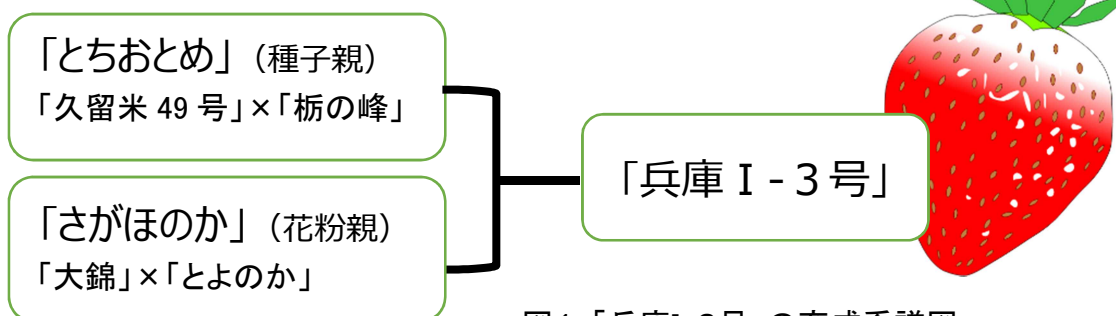 「とちおとめ」（種子親）
「久留米 49 号」×「栃の峰」
「さがほのか」（花粉親）
「大錦」×「とよのか」
「兵庫 I - 3 号」